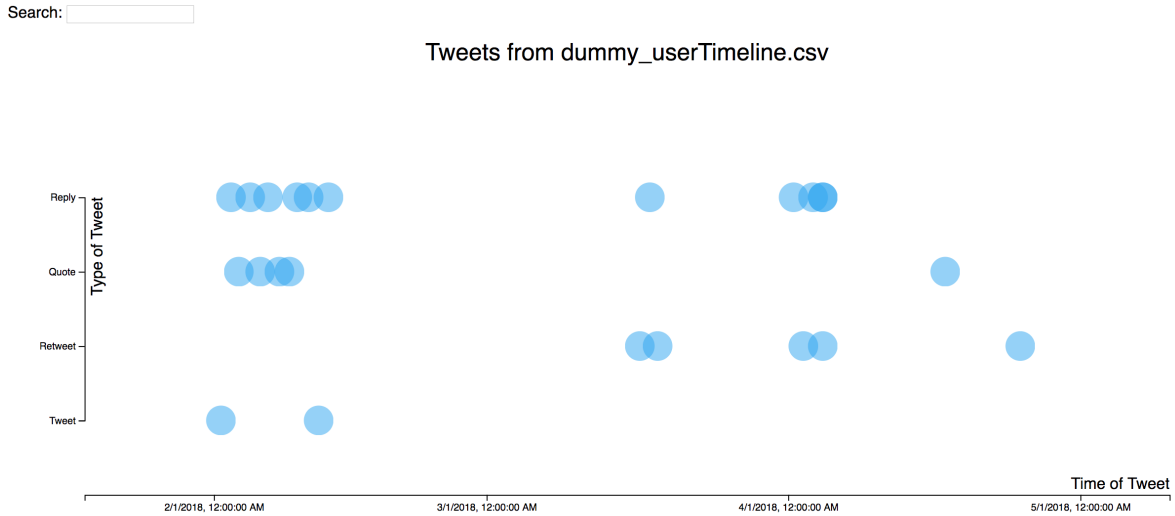 Search:
Tweets from dummy_userTimeline.csv
Reply
Type of Tweet
Quote
Retweet
Tweet
Time of Tweet
2/1/2018, 12:00:00 AM
3/1/2018, 12:00:00 AM
4/1/2018, 12:00:00 AM
5/1/2018, 12:00:00 AM